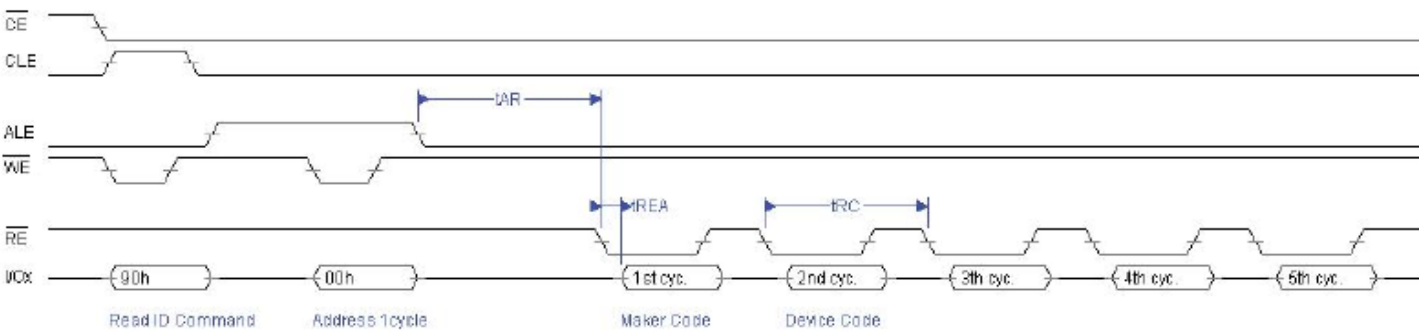 CE
CLE
tAR
ALE
WE
tREA
tRC
RE
I/Ox
90h
00h
1st cyc.
2nd cyc.
3th cyc.
4th cyc.
5th cyc.
Read ID Command
Address 1cycle
Maker Code
Device Code